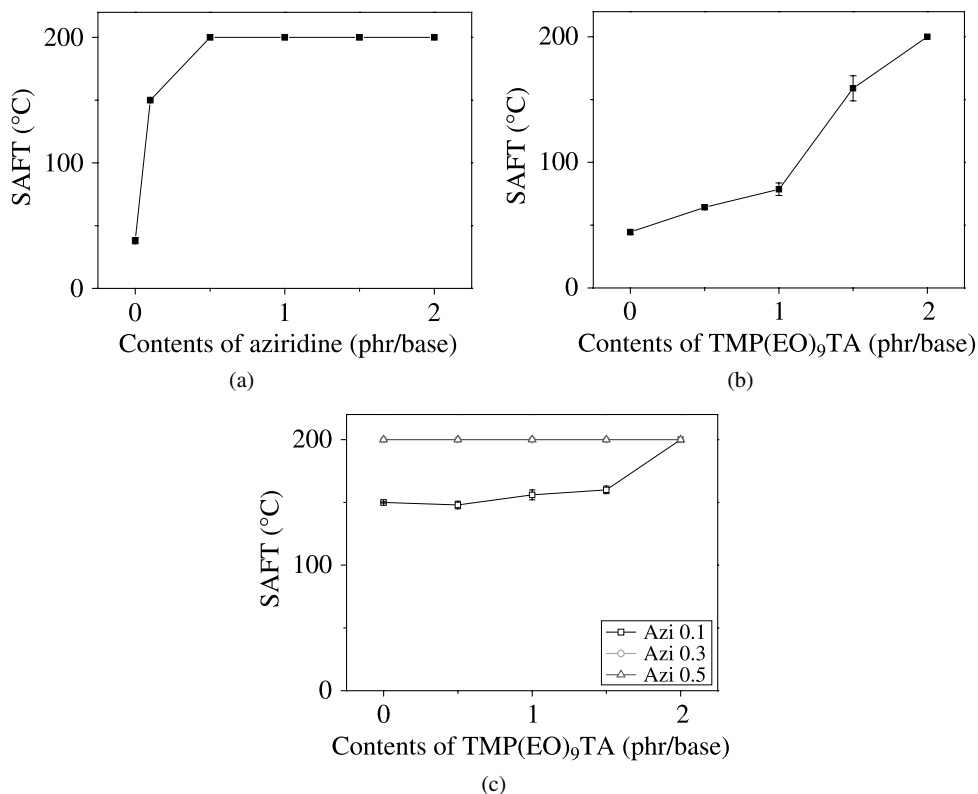 SAFT (°C)
200
100
0
0 1 2
Contents of aziridine (phr/base)
(a)
SAFT (°C)
200
100
0
0 1 2
Contents of TMP(EO)₉TA (phr/base)
(b)
SAFT (°C)
200
100
0
Azi 0.1
Azi 0.3
Azi 0.5
0 1 2
Contents of TMP(EO)₉TA (phr/base)
(c)